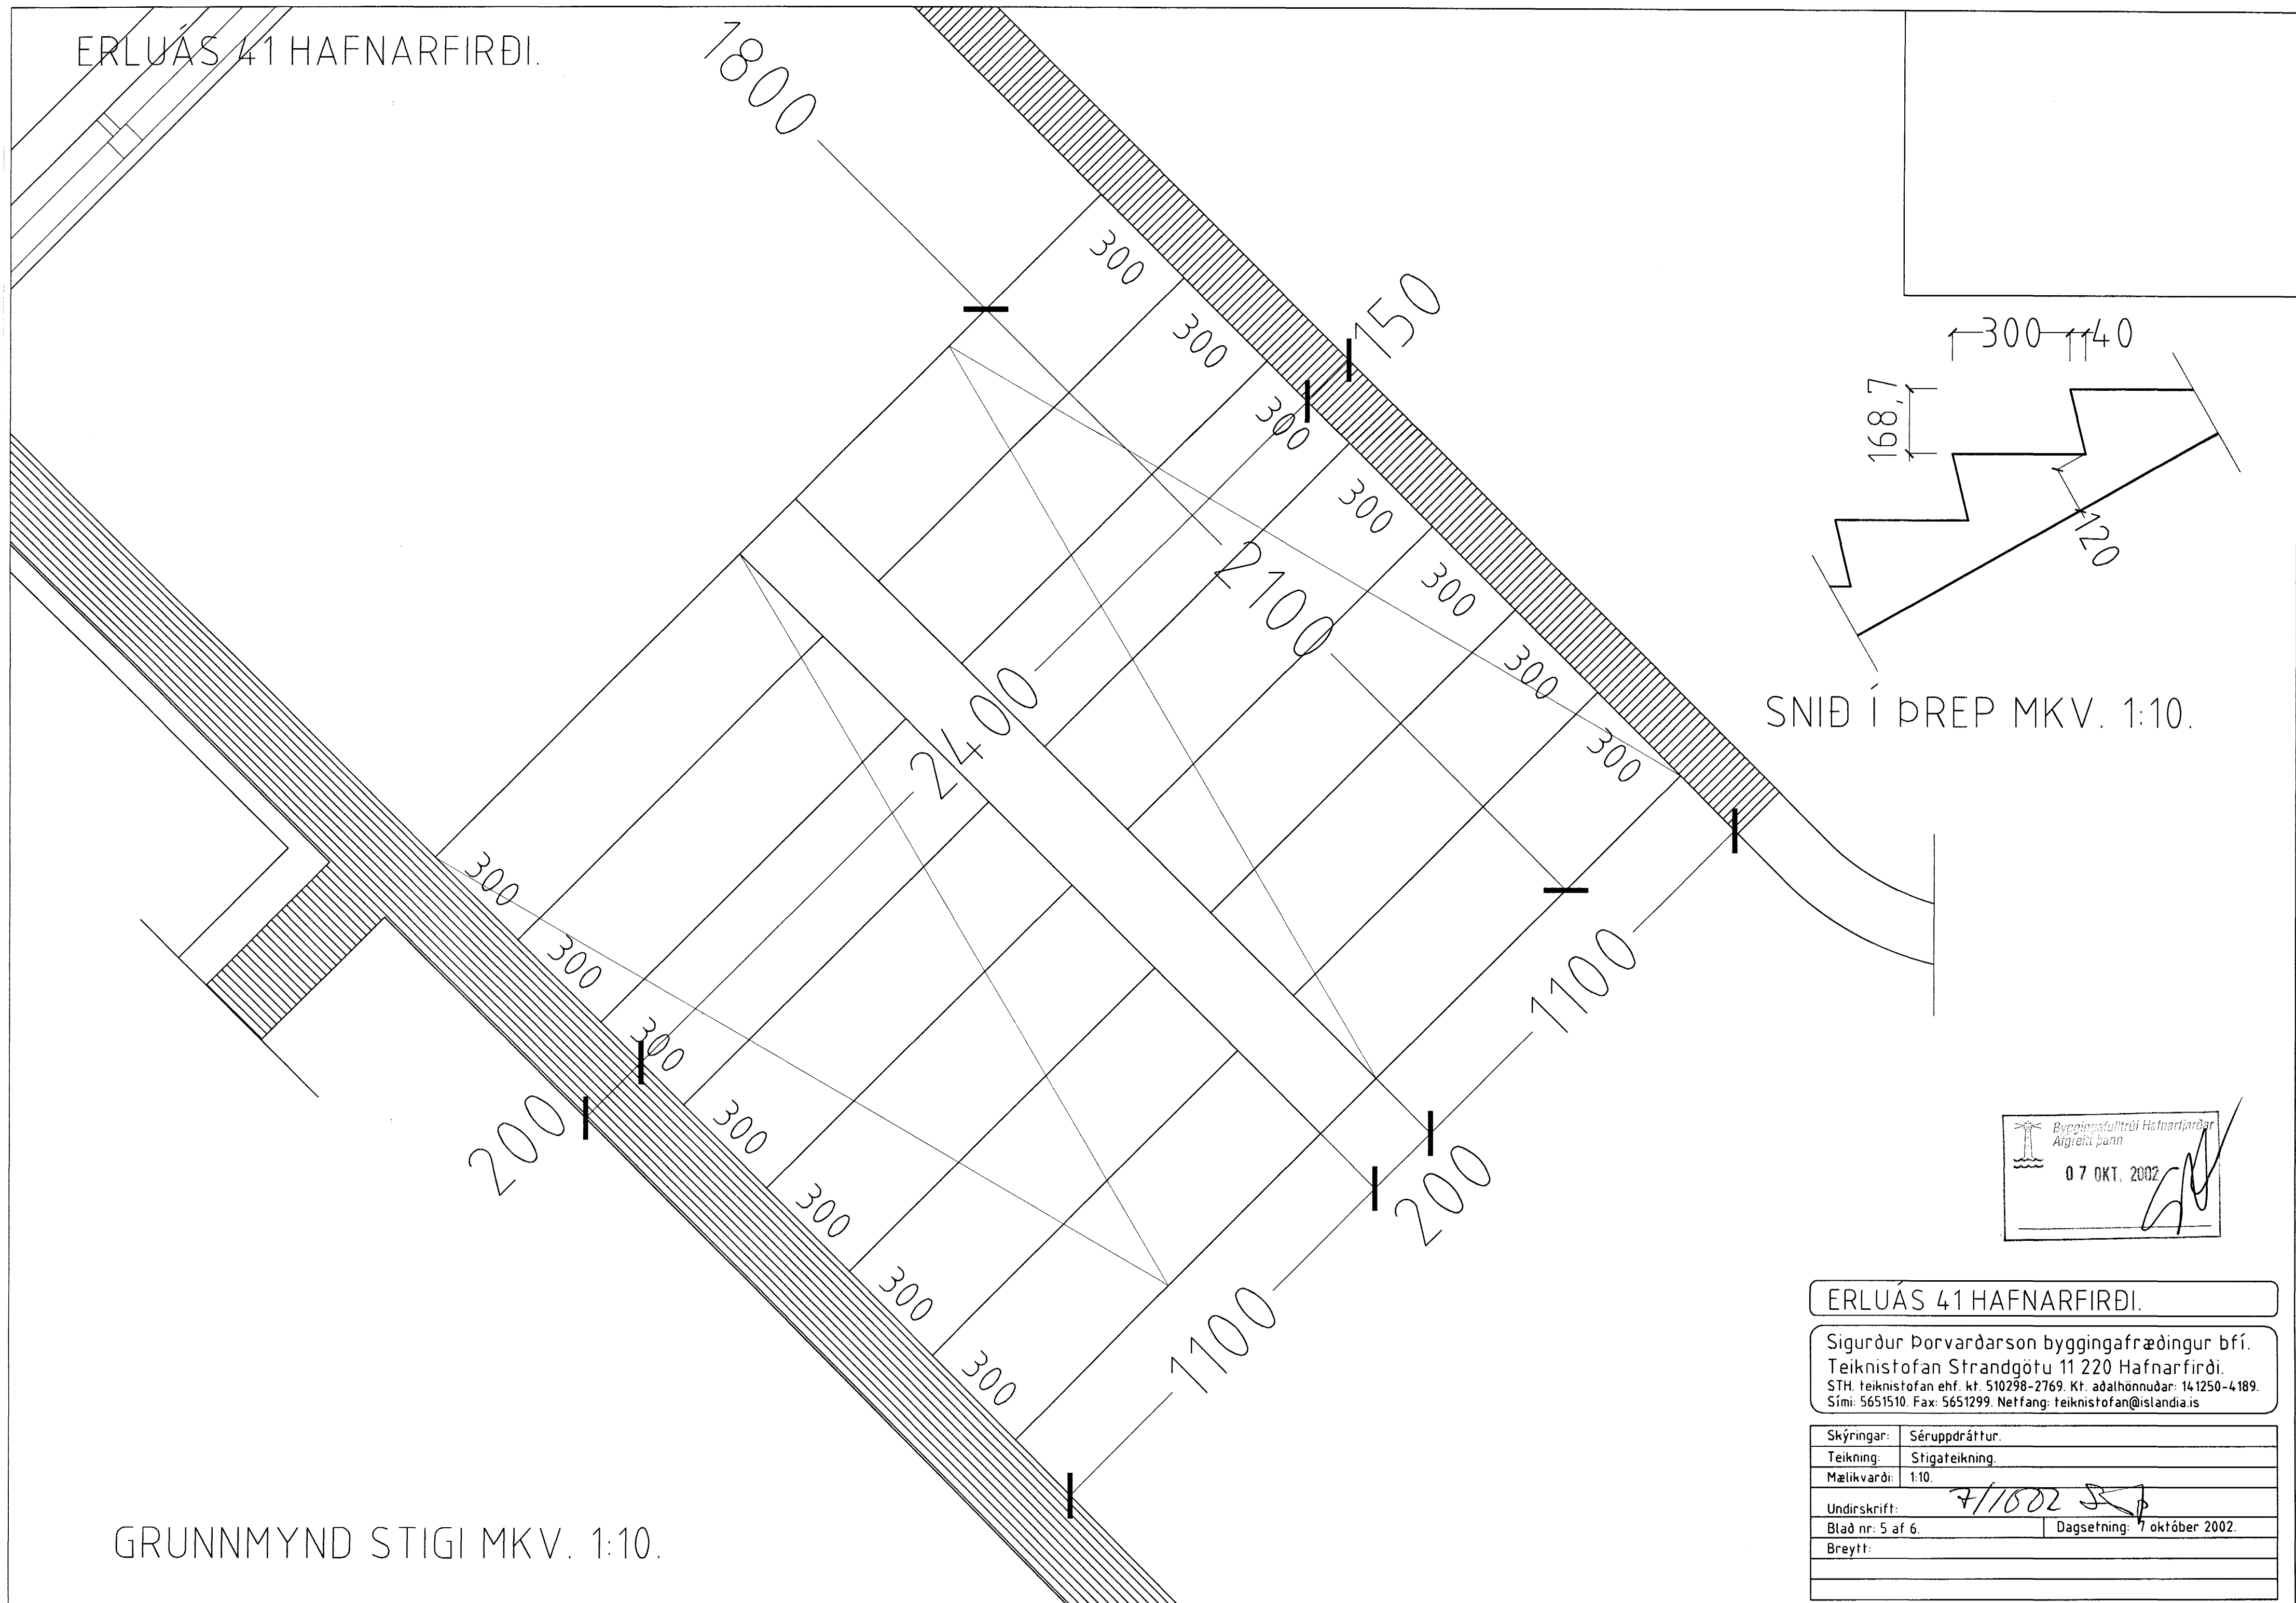 ERLUÁS 41 HAFNARFIRÐI.
1800
300
300
300
300
300
300
300
150
2100
2400
300
300
300
300
300
300
300
200
1100
200
1100
GRUNNMYND STIGI MKV. 1:10.
300
40
168,7
120
SNIÐ Í ÞREP MKV. 1:10.
Byggingafulltrúi Hafnarfjarðar
Afgreitt þann
07 OKT. 2002
ERLUÁS 41 HAFNARFIRÐI.
Sigurður Þorvarðarson byggingafræðingur bfí.
Teiknistofan Strandgötu 11 220 Hafnarfirði.
STH. teiknistofan ehf. kt. 510298-2769. Kt. aðalhönnuðar: 141250-4189.
Sími: 5651510. Fax: 5651299. Netfang: teiknistofan@islandia.is
Skýringar: Séruppdráttur.
Teikning: Stigateikning.
Mælikvarði: 1:10.
Undirskrift: 7/1002
Blað nr: 5 af 6. Dagsetning: 7 október 2002.
Breytt: